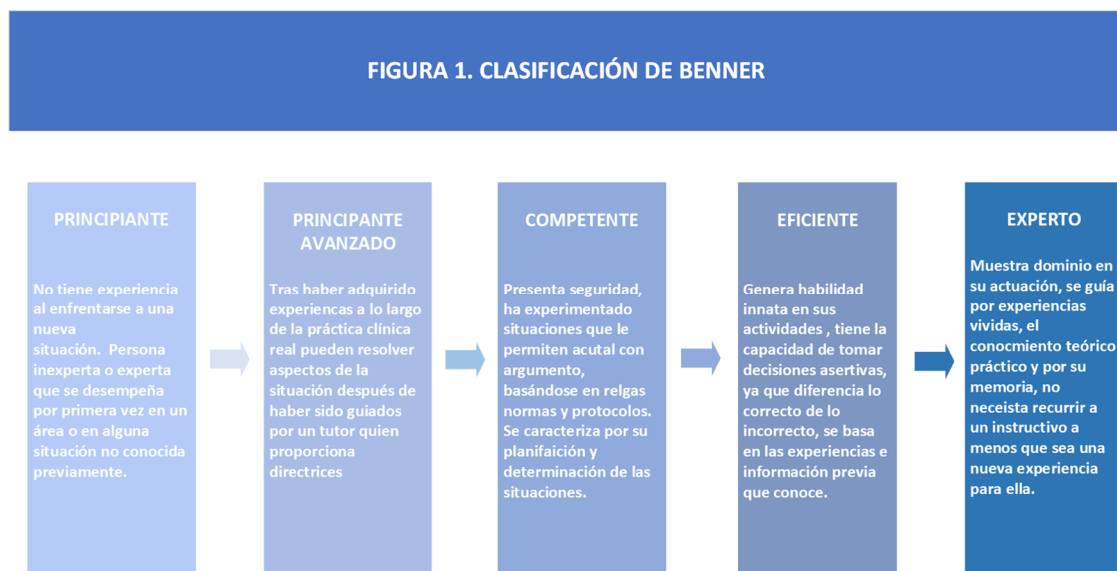 FIGURA 1. CLASIFICACIÓN DE BENNER
PRINCIPIANTE
No tiene experiencia
al enfrentarse a una
nueva
situación. Persona
inexperta o experta
que se desempeña
por primera vez en un
área o en alguna
situación no conocida
previamente.
PRINCIPANTE
AVANZADO
Tras haber adquirido
experiencas a lo largo
de la práctica clínica
real pueden resolver
aspectos de la
situación después de
haber sido guiados
por un tutor quien
proporciona
directrices
COMPETENTE
Presenta seguridad,
ha experimentado
situaciones que le
permiten acutal con
argumento,
basándose en relgas
normas y protocolos.
Se caracteriza por su
planifaición y
determinación de las
situaciones.
EFICIENTE
Genera habilidad
innata en sus
actividades , tiene la
capacidad de tomar
decisiones asertivas,
ya que diferencia lo
correcto de lo
incorrecto, se basa
en las experiencias e
información previa
que conoce.
EXPERTO
Muestra dominio en
su actuación, se guía
por experiencias
vividas, el
conocmiento teórico
práctico y por su
memoria, no
neceista recurrir a
un instructivo a
menos que sea una
nueva experiencia
para ella.